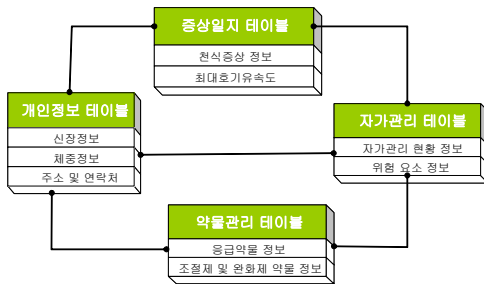 증상일지 테이블
천식증상 정보
최대호기유속도
개인정보 테이블
신장정보
체중정보
주소 및 연락처
자가관리 테이블
자가관리 현황 정보
위험 요소 정보
약물관리 테이블
응급약물 정보
조절제 및 완화제 약물 정보